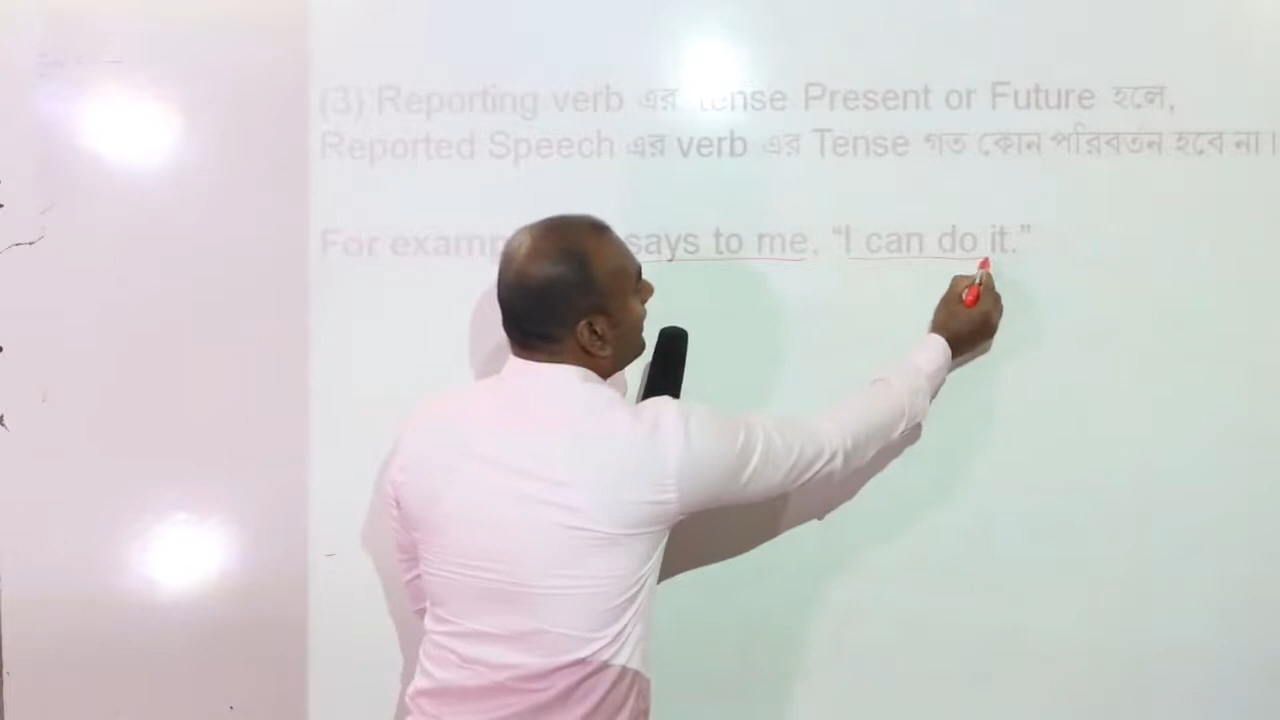 (3) Reporting verb এর tense Present or Future হলে,
Reported Speech এর verb এর Tense গত কোন পরিবর্তন হবে না।
For says to me, “I can do it.”